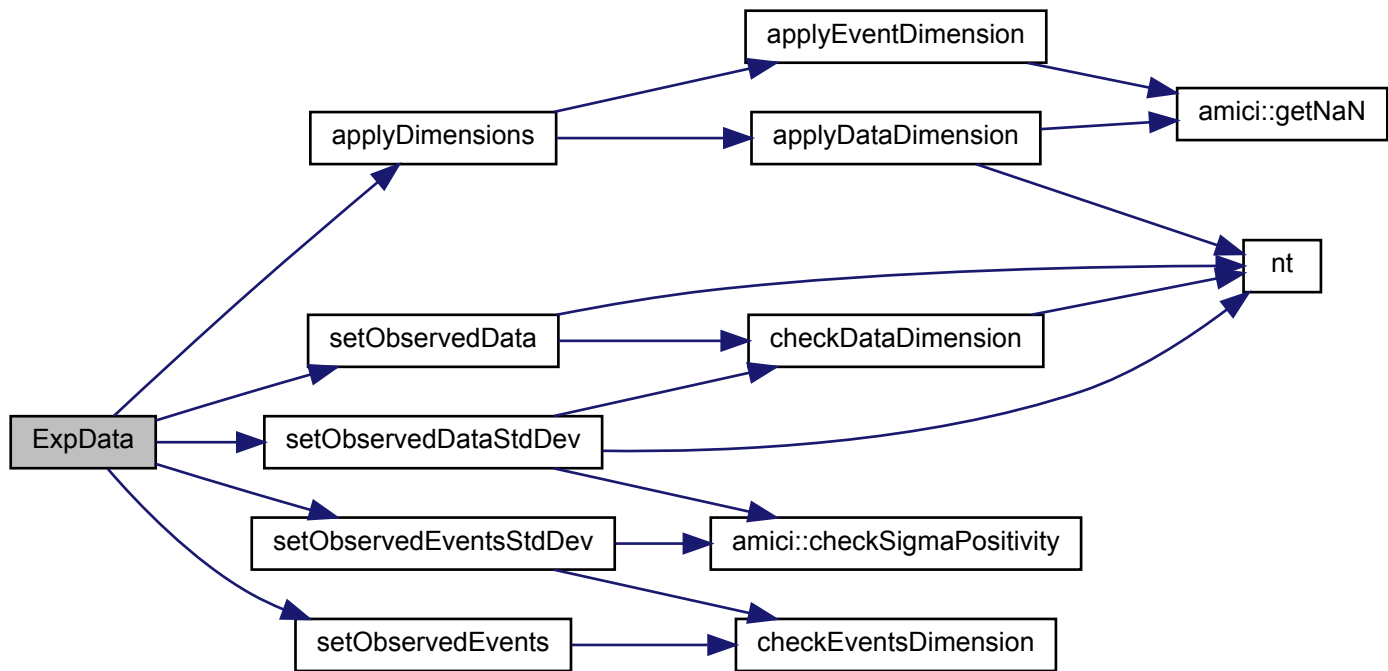 applyEventDimension
amici::getNaN
applyDimensions
applyDataDimension
nt
setObservedData
checkDataDimension
ExpData
setObservedDataStdDev
setObservedEventsStdDev
amici::checkSigmaPositivity
setObservedEvents
checkEventsDimension